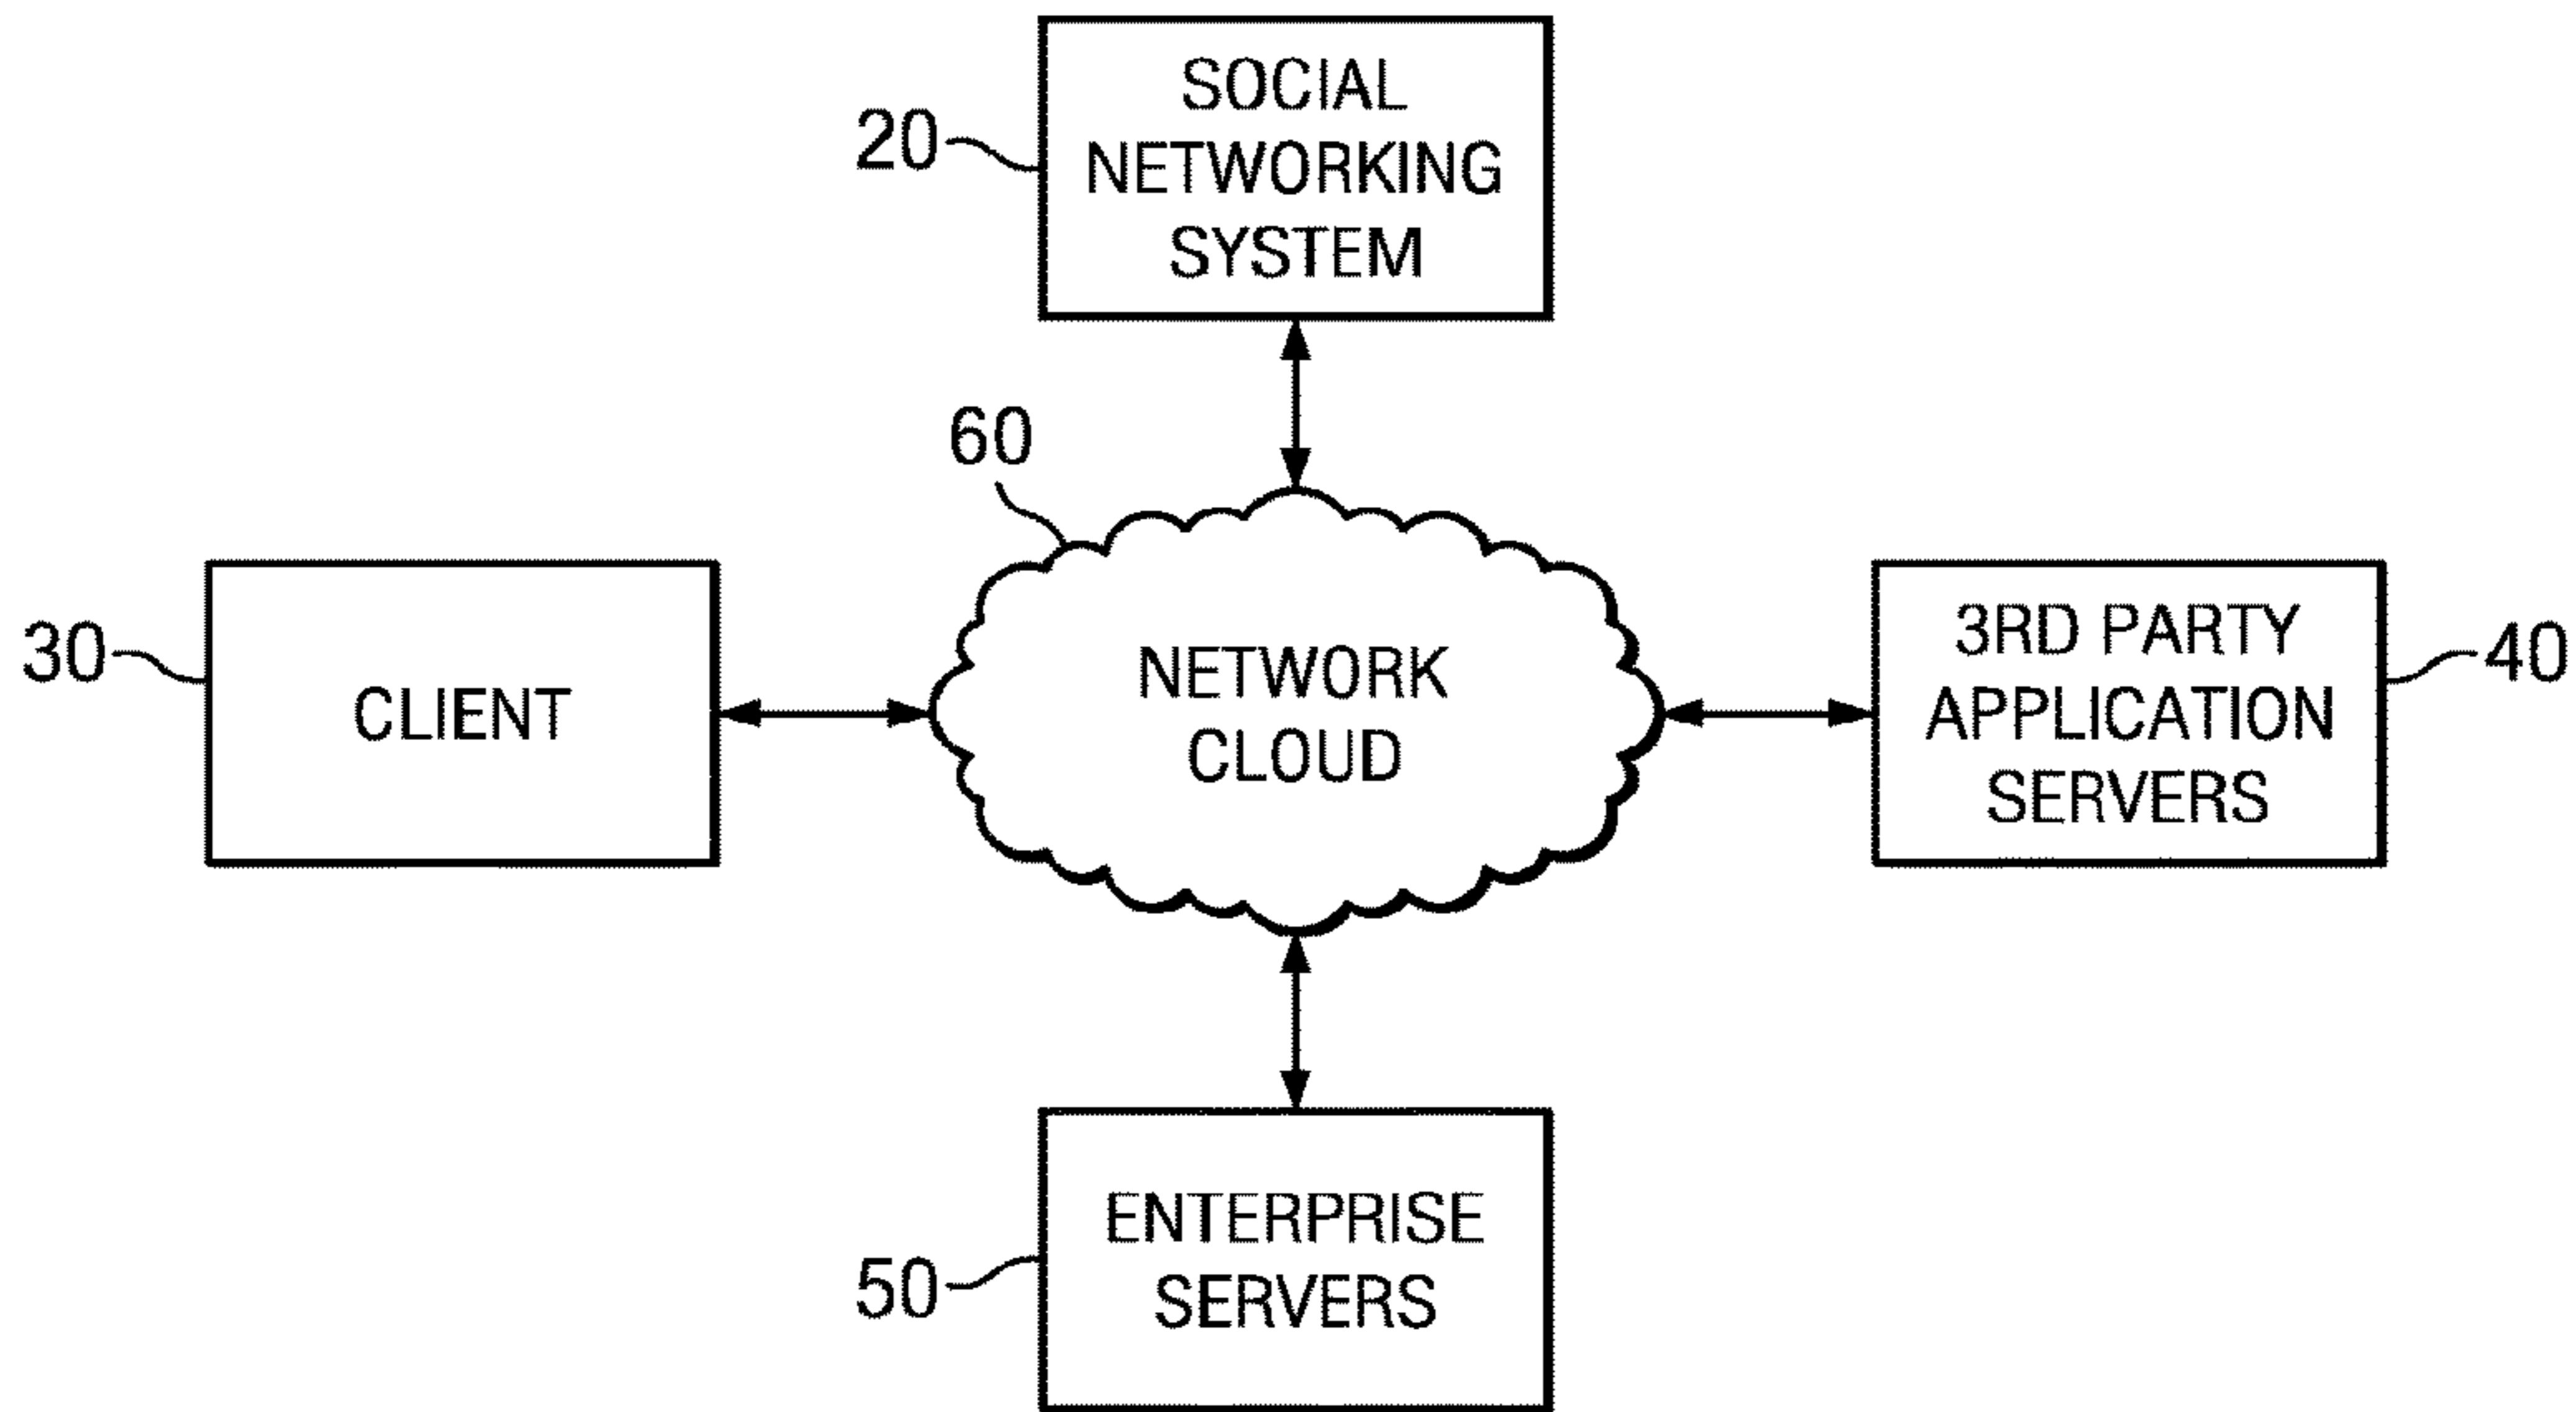 20
SOCIAL
NETWORKING
SYSTEM
60
30
CLIENT
NETWORK
CLOUD
3RD PARTY
APPLICATION
SERVERS
40
50
ENTERPRISE
SERVERS